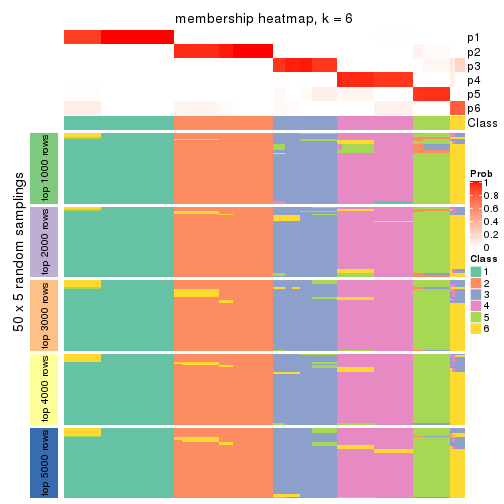 membership heatmap, k = 6
p1
p2
p3
p4
p5
p6
Class
50 x 5 random samplings
top 1000 rows
top 2000 rows
top 3000 rows
top 4000 rows
top 5000 rows
Prob
1
0.8
0.6
0.4
0.2
0
Class
1
2
3
4
5
6